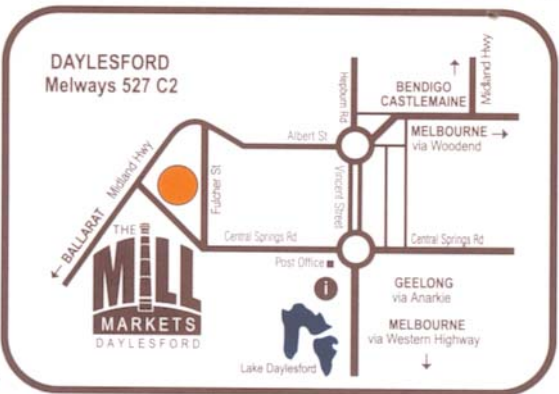 DAYLESFORD
Melways 527 C2
Hepburn Rd
BENDIGO
CASTLEMAINE
Midland Hwy
Albert St
MELBOURNE →
via Woodend
Midland Hwy
Fulcher St
Vincent Street
← BALLARAT
Central Springs Rd
Central Springs Rd
Post Office
i
THE
MILL
MARKETS
DAYLESFORD
GEELONG
via Anarkie
MELBOURNE
via Western Highway
Lake Daylesford